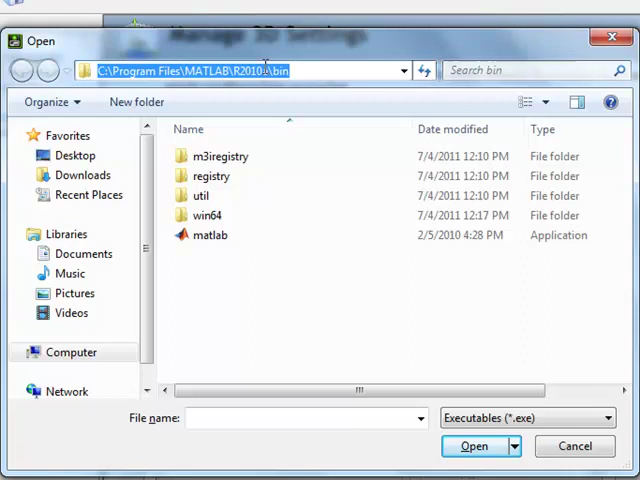 Manage 3D Settings
Open
C:\Program Files\MATLAB\R2010a\bin
Search bin
Organize
New folder
Name Date modified Type
Favorites
Desktop
Downloads
Recent Places
Libraries
Documents
Music
Pictures
Videos
Computer
Network
m3iregistry 7/4/2011 12:10 PM File folder
registry 7/4/2011 12:10 PM File folder
util 7/4/2011 12:10 PM File folder
win64 7/4/2011 12:17 PM File folder
matlab 2/5/2010 4:28 PM Application
File name:
Executables (*.exe)
Open
Cancel